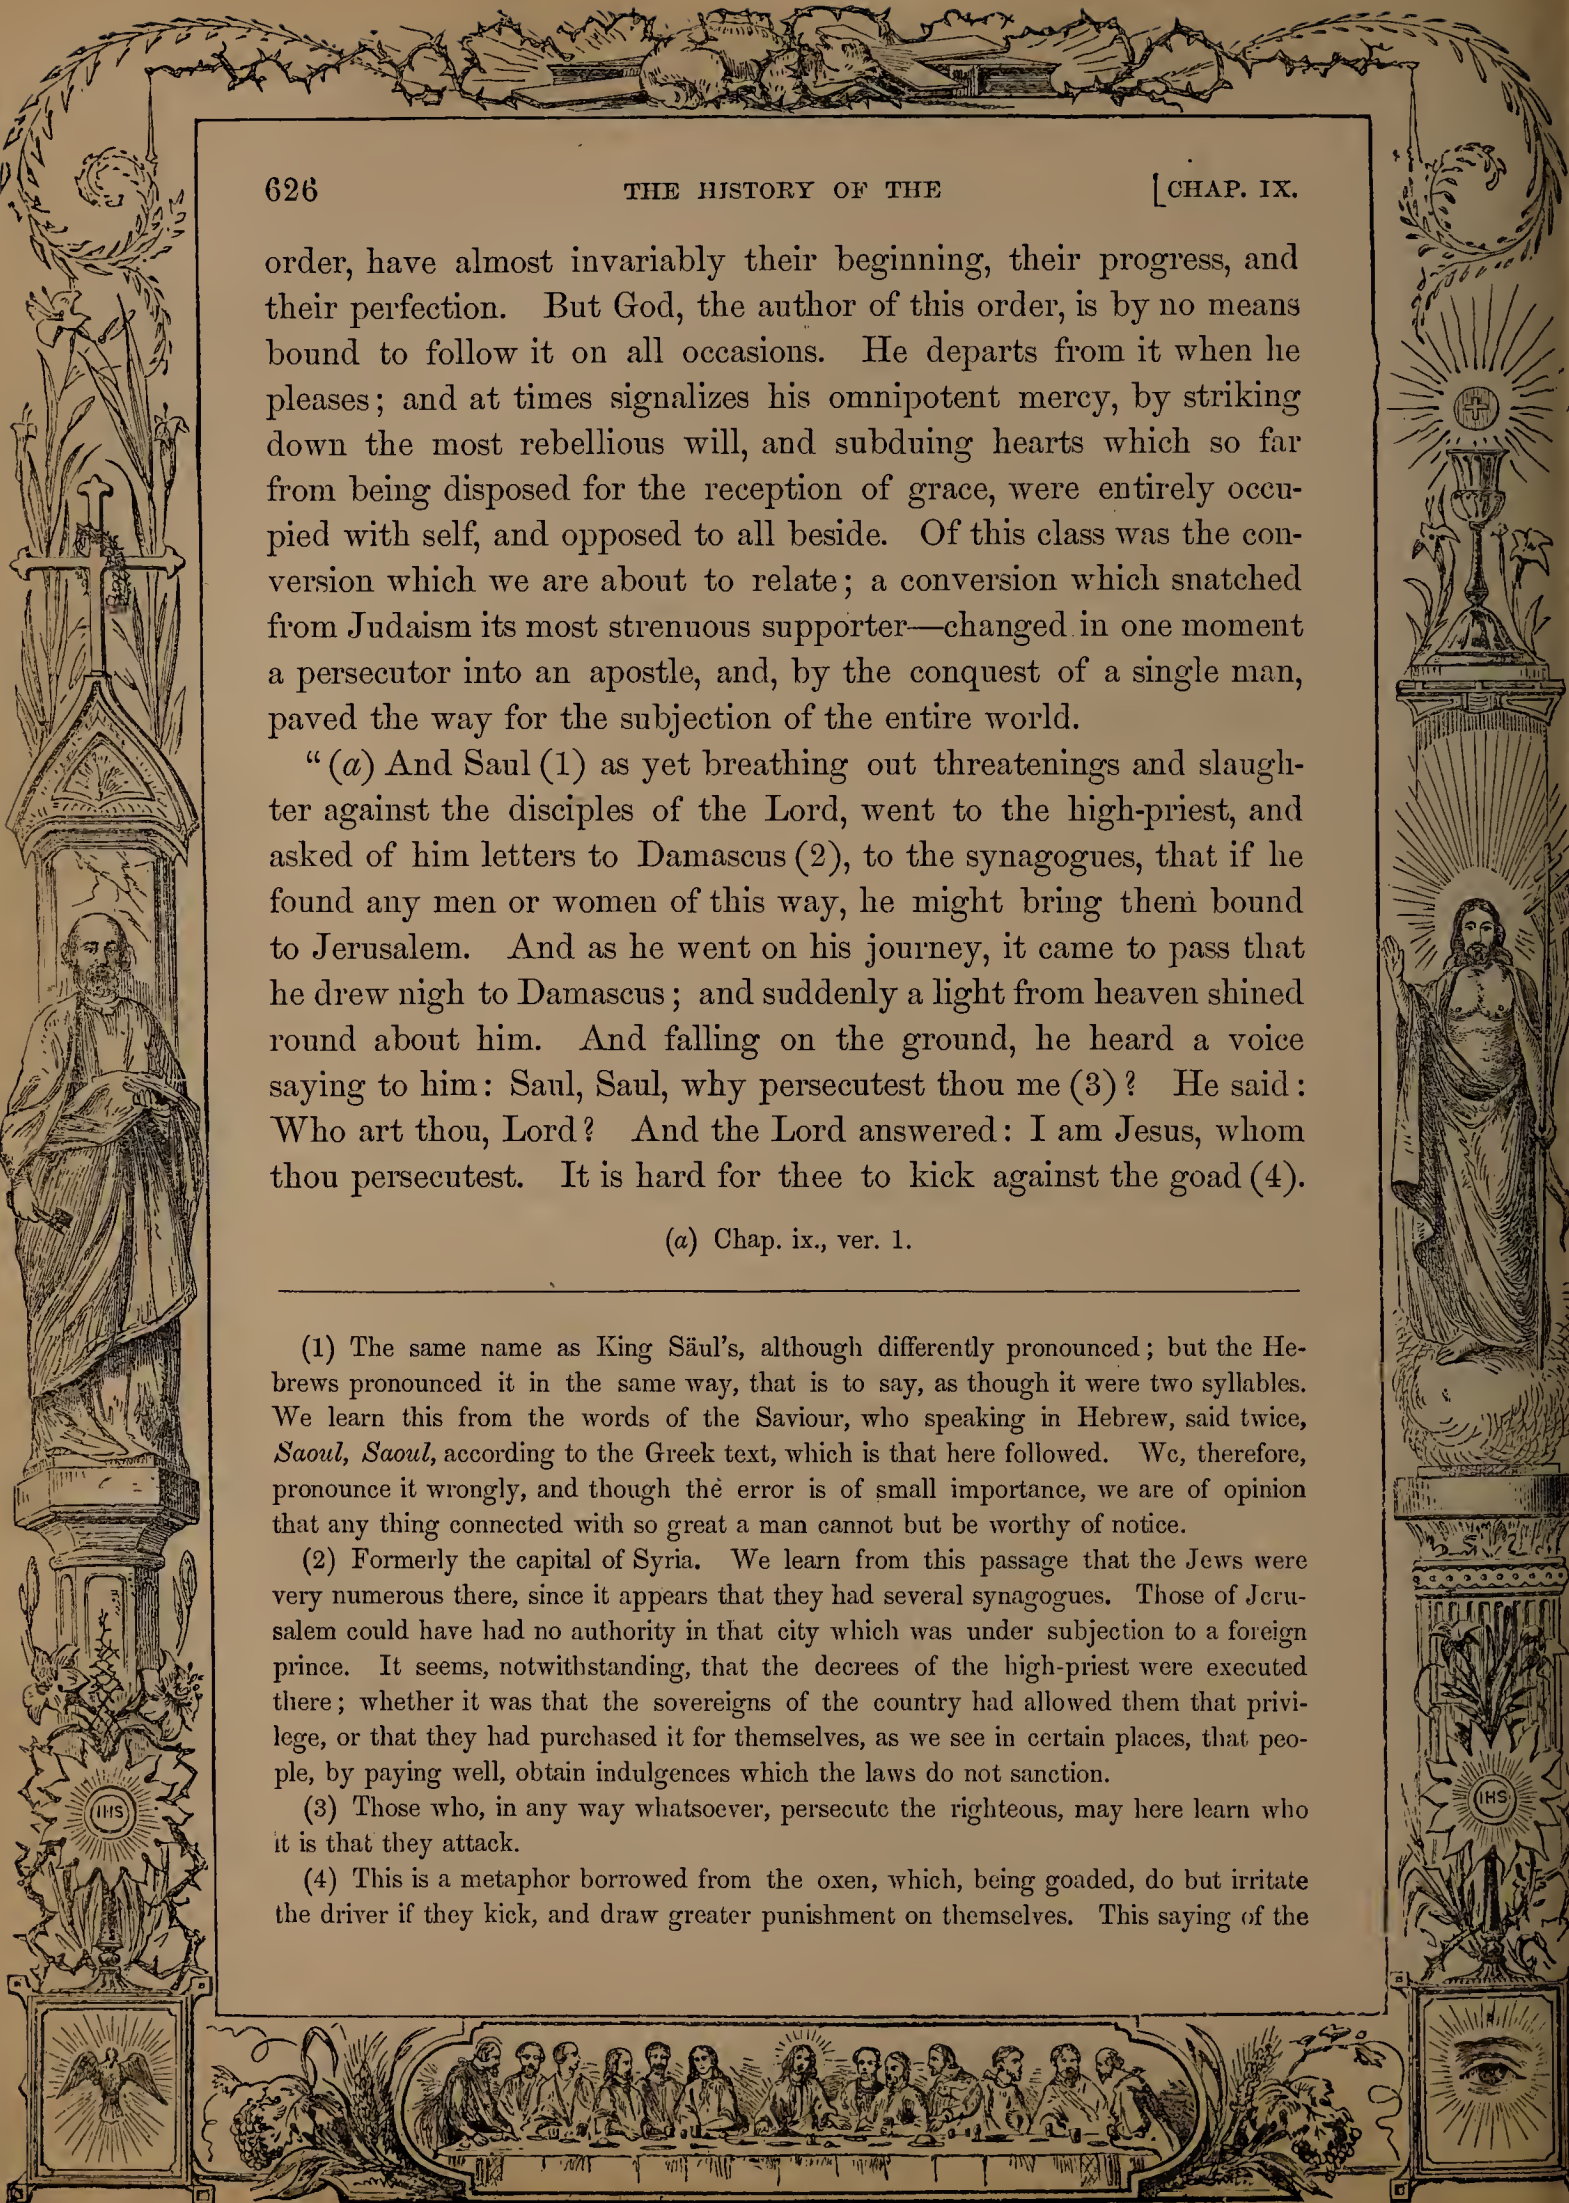 626 THE HISTORY OF THE [CHAP. IX.
order, have almost invariably their beginning, their progress, and
their perfection. But God, the author of this order, is by no means
bound to follow it on all occasions. He departs from it when he
pleases; and at times signalizes his omnipotent mercy, by striking
down the most rebellious will, and subduing hearts which so far
from being disposed for the reception of grace, were entirely occu-
pied with self, and opposed to all beside. Of this class was the con-
version which we are about to relate; a conversion which snatched
from Judaism its most strenuous supporter—changed in one moment
a persecutor into an apostle, and, by the conquest of a single man,
paved the way for the subjection of the entire world.
“(a) And Saul (1) as yet breathing out threatenings and slaugh-
ter against the disciples of the Lord, went to the high-priest, and
asked of him letters to Damascus (2), to the synagogues, that if he
found any men or women of this way, he might bring them bound
to Jerusalem. And as he went on his journey, it came to pass that
he drew nigh to Damascus; and suddenly a light from heaven shined
round about him. And falling on the ground, he heard a voice
saying to him: Saul, Saul, why persecutest thou me (3)? He said:
Who art thou, Lord? And the Lord answered: I am Jesus, whom
thou persecutest. It is hard for thee to kick against the goad (4).
(a) Chap. ix., ver. 1.
(1) The same name as King Säul’s, although differently pronounced; but the He-
brews pronounced it in the same way, that is to say, as though it were two syllables.
We learn this from the words of the Saviour, who speaking in Hebrew, said twice,
Saoul, Saoul, according to the Greek text, which is that here followed. We, therefore,
pronounce it wrongly, and though the error is of small importance, we are of opinion
that any thing connected with so great a man cannot but be worthy of notice.
(2) Formerly the capital of Syria. We learn from this passage that the Jews were
very numerous there, since it appears that they had several synagogues. Those of Jeru-
salem could have had no authority in that city which was under subjection to a foreign
prince. It seems, notwithstanding, that the decrees of the high-priest were executed
there; whether it was that the sovereigns of the country had allowed them that privi-
lege, or that they had purchased it for themselves, as we see in certain places, that peo-
ple, by paying well, obtain indulgences which the laws do not sanction.
(3) Those who, in any way whatsoever, persecute the righteous, may here learn who
it is that they attack.
(4) This is a metaphor borrowed from the oxen, which, being goaded, do but irritate
the driver if they kick, and draw greater punishment on themselves. This saying of the
IHS
IHS